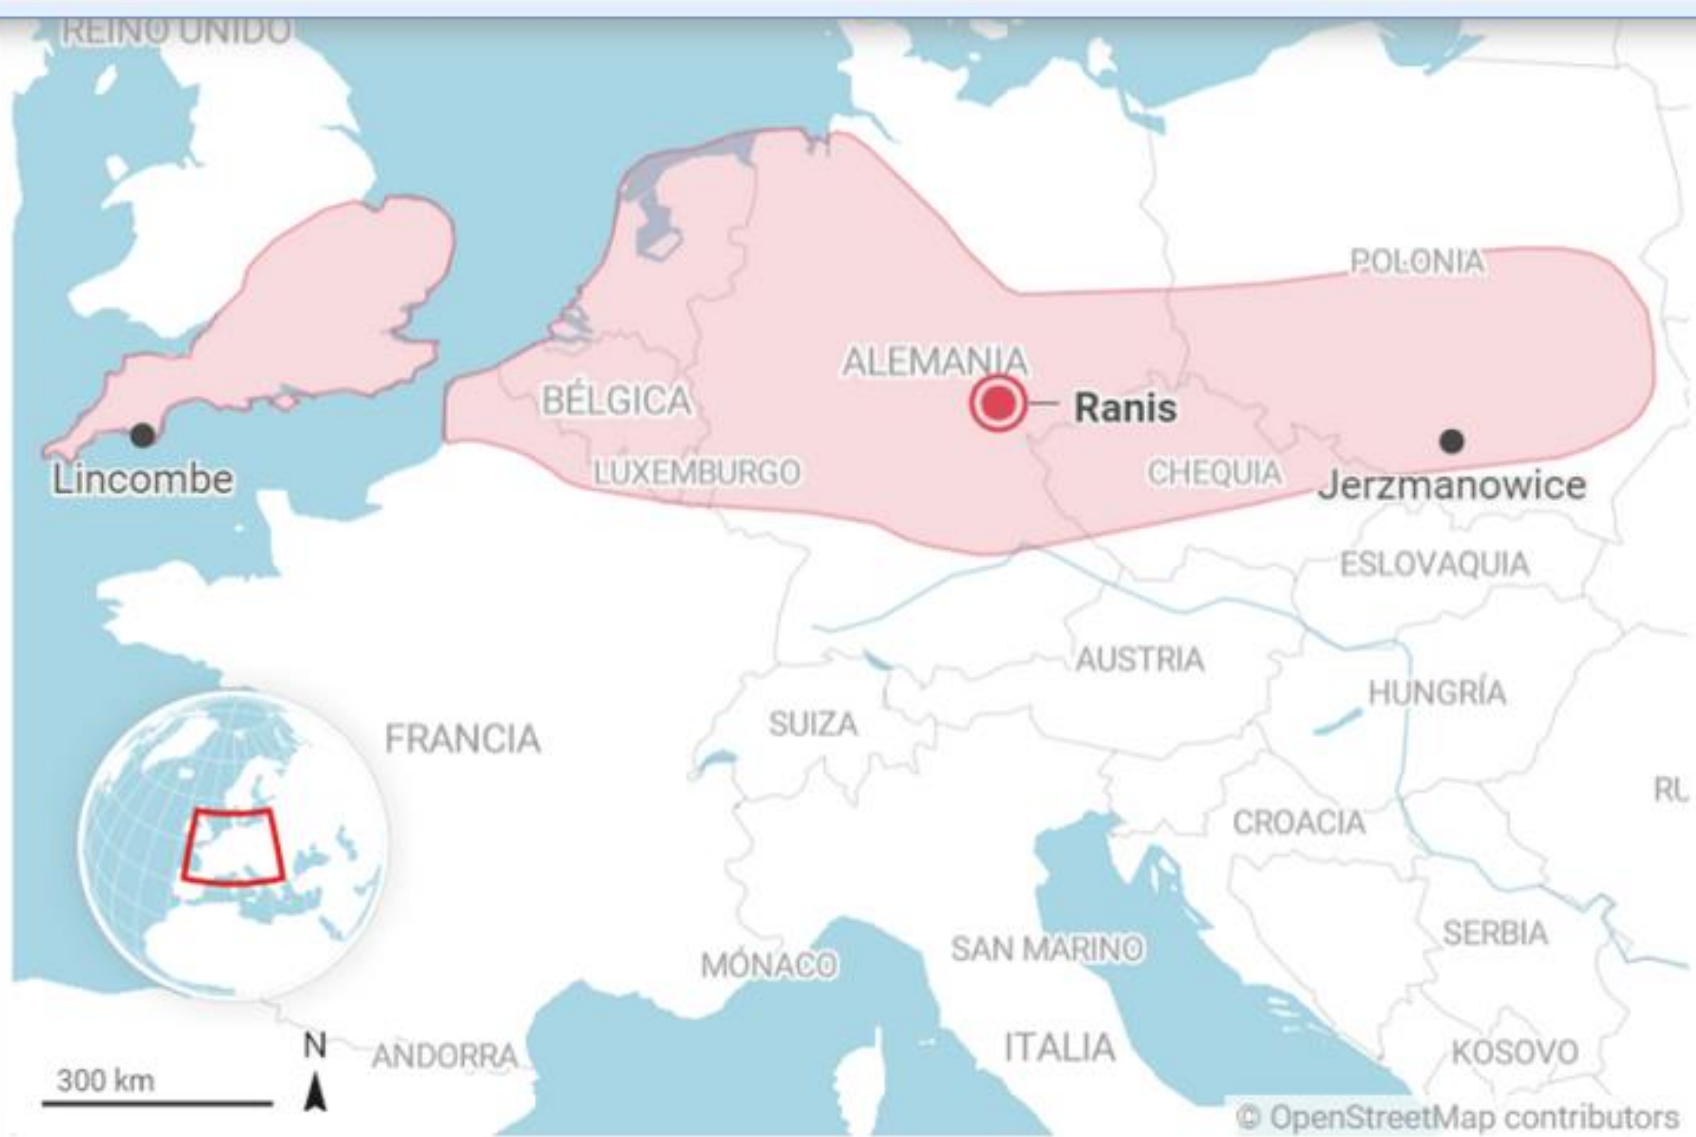 REINO UNIDO
POLONIA
ALEMANIA
BÉLGICA
Ranis
Lincombe
LUXEMBURGO
CHEQUIA
Jerzmanowice
ESLOVAQUIA
AUSTRIA
HUNGRÍA
FRANCIA
SUIZA
RU
CROACIA
SERBIA
SAN MARINO
MÓNACO
N
ANDORRA
ITALIA
KOSOVO
300 km
© OpenStreetMap contributors